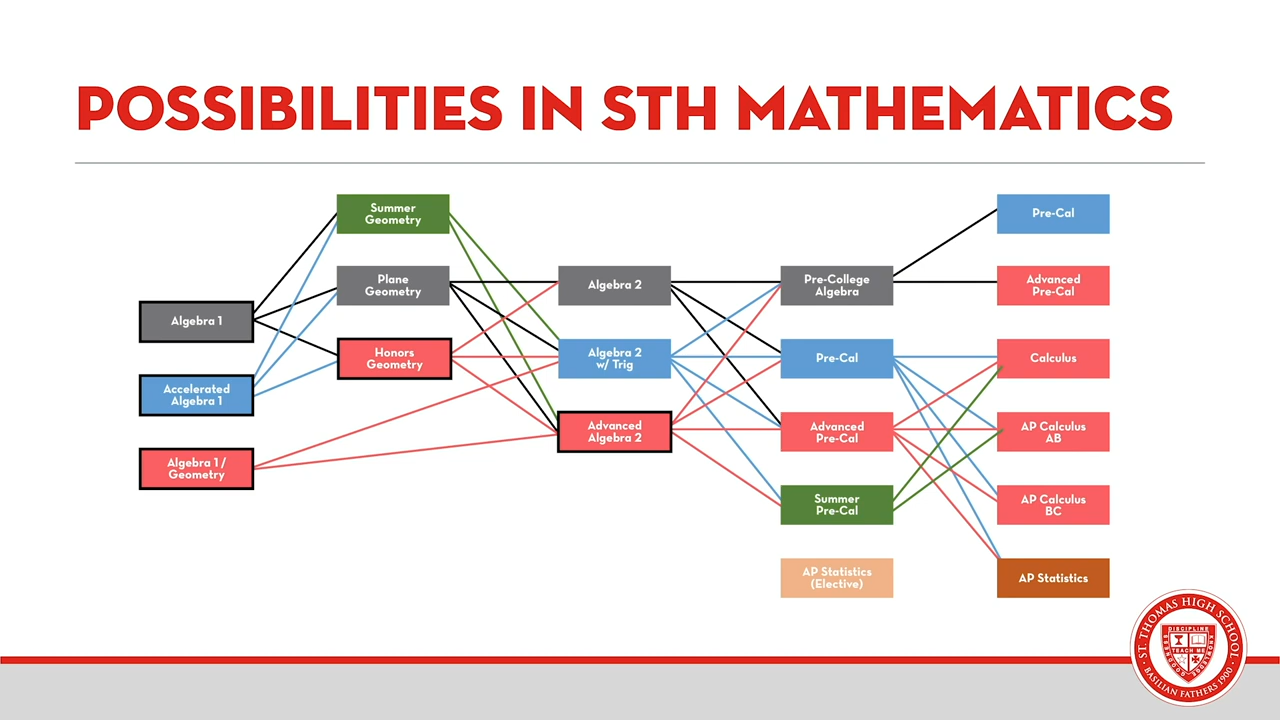 POSSIBILITIES IN STH MATHEMATICS
Algebra 1
Accelerated
Algebra 1
Algebra 1 /
Geometry
Summer
Geometry
Plane
Geometry
Honors
Geometry
Algebra 2
Algebra 2
w/ Trig
Advanced
Algebra 2
Pre-College
Algebra
Pre-Cal
Advanced
Pre-Cal
Summer
Pre-Cal
AP Statistics
(Elective)
Pre-Cal
Advanced
Pre-Cal
Calculus
AP Calculus
AB
AP Calculus
BC
AP Statistics
ST. THOMAS HIGH SCHOOL
DISCIPLINE
TEACH ME
BASILIAN FATHERS 1900